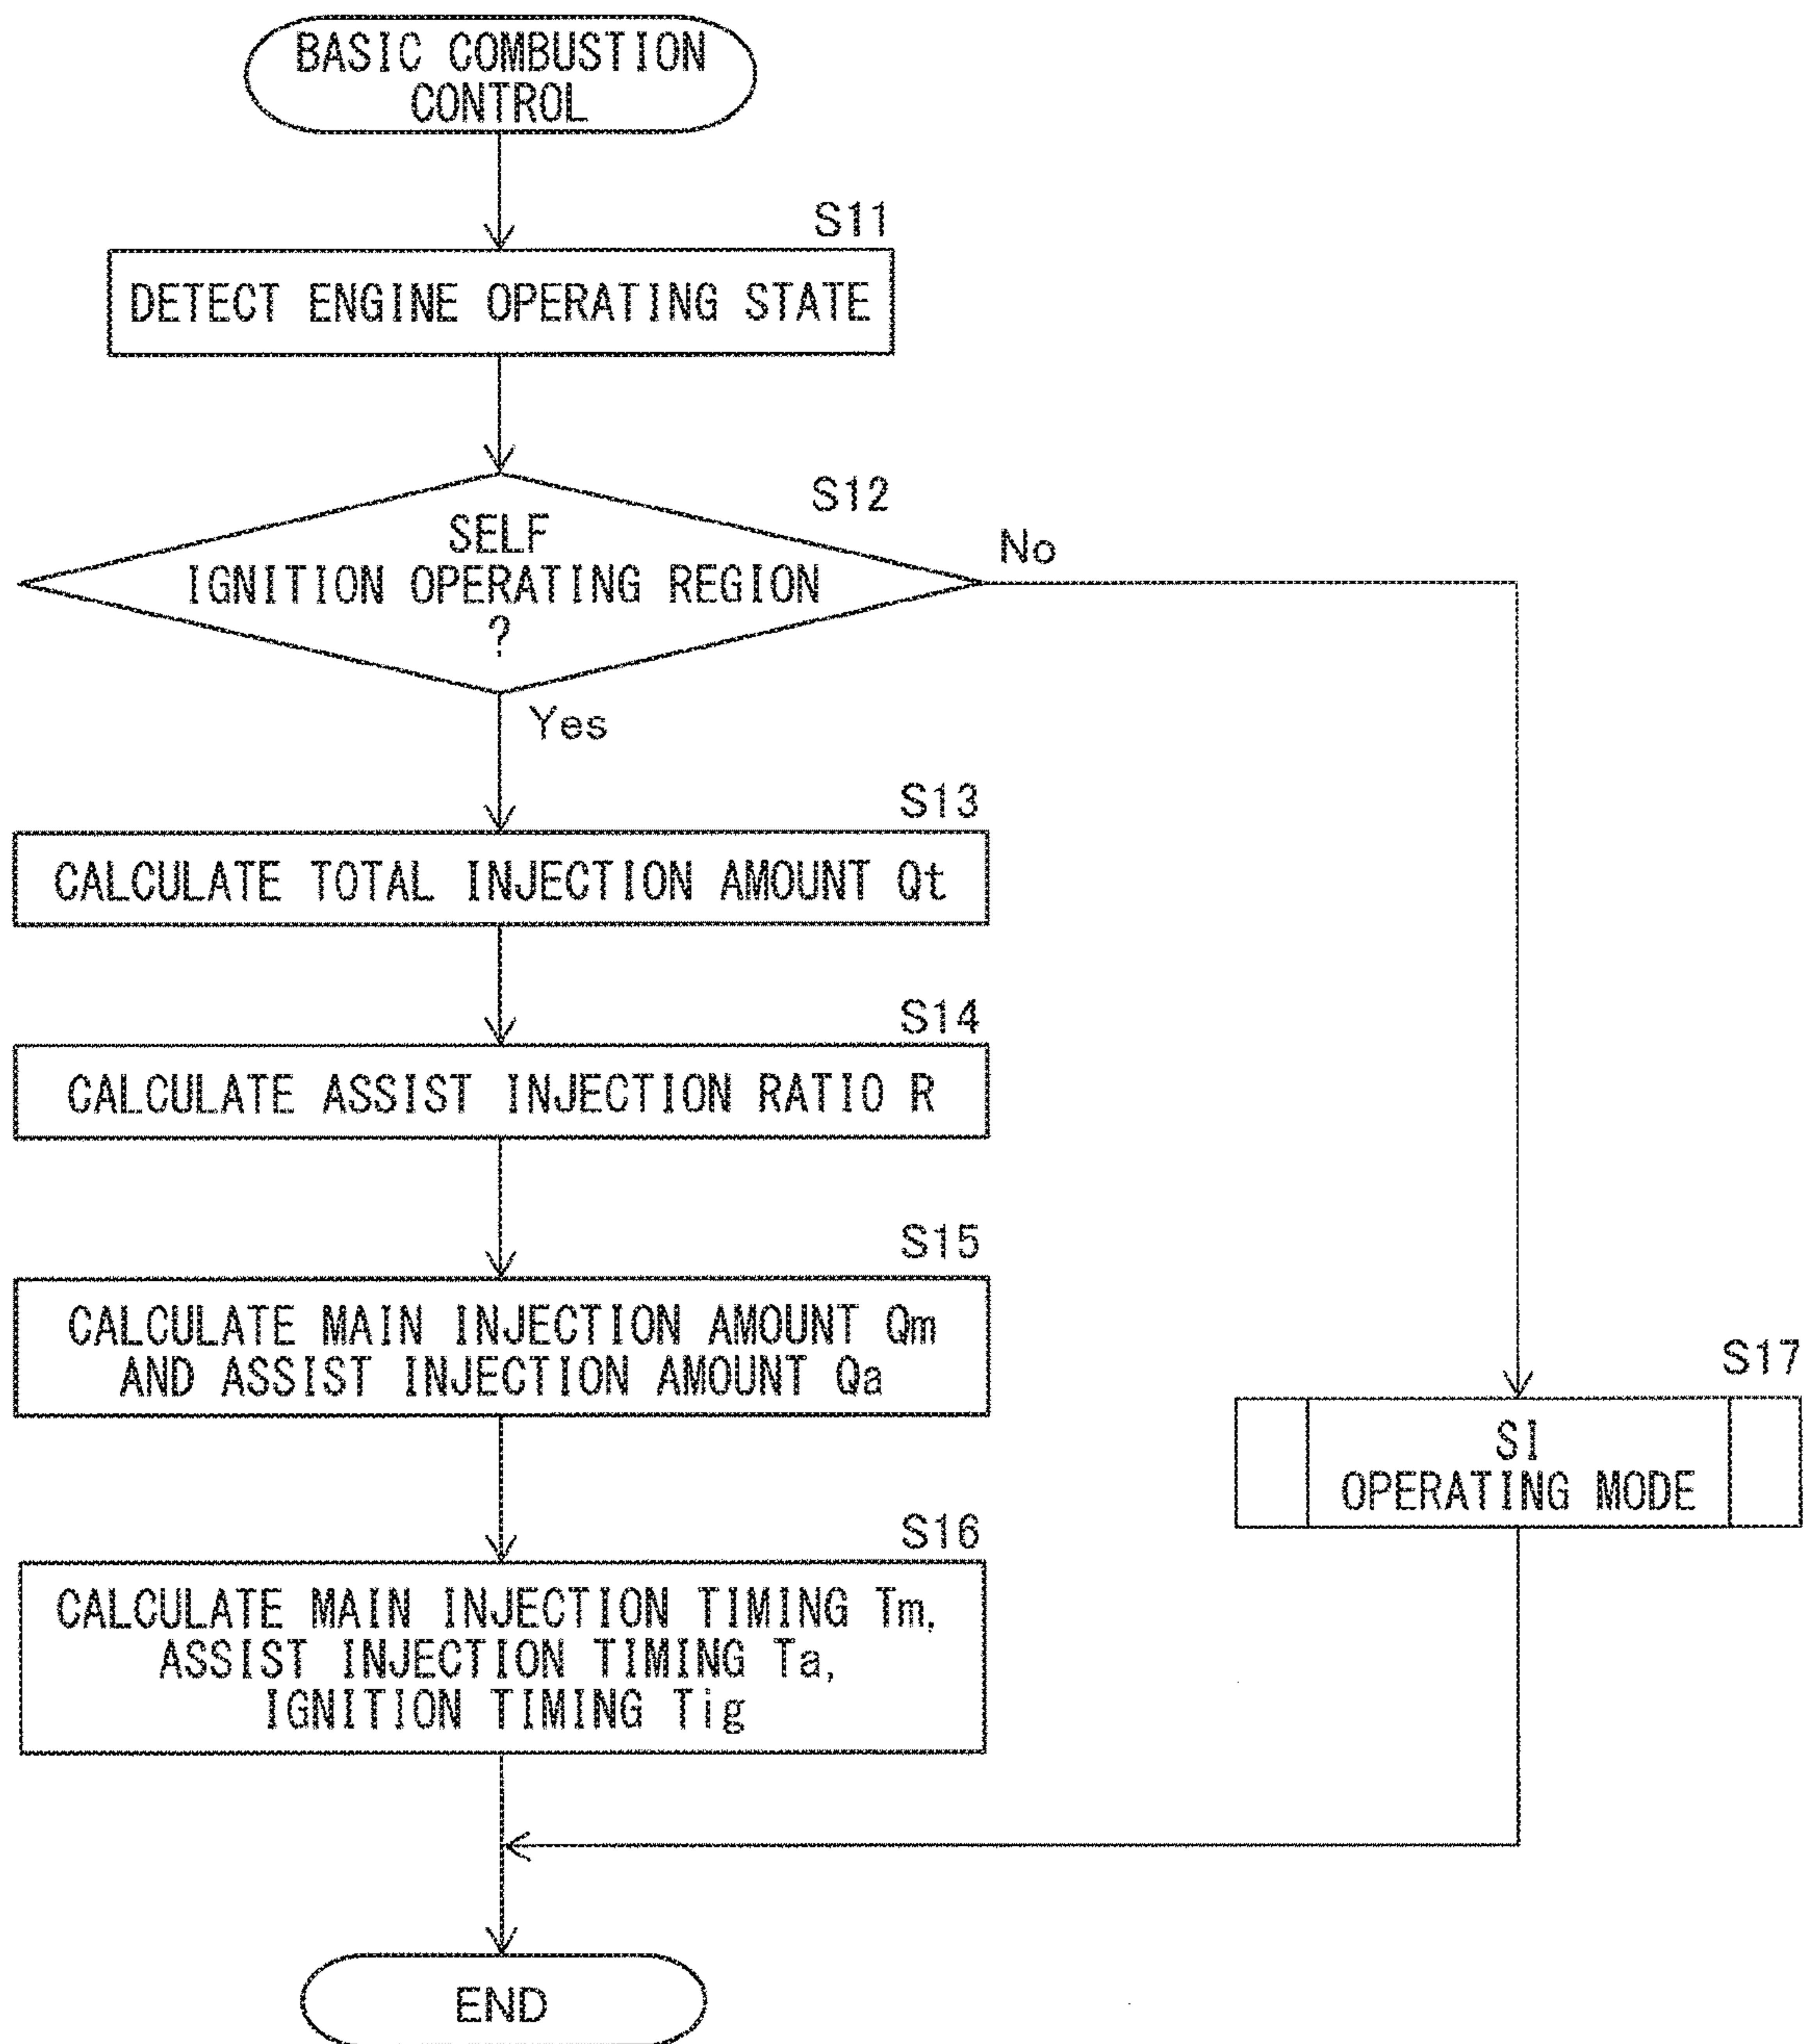 BASIC COMBUSTION
CONTROL
S11
DETECT ENGINE OPERATING STATE
S12
SELF
IGNITION OPERATING REGION
?
No
Yes
S13
CALCULATE TOTAL INJECTION AMOUNT Qt
S14
CALCULATE ASSIST INJECTION RATIO R
S15
CALCULATE MAIN INJECTION AMOUNT Qm
AND ASSIST INJECTION AMOUNT Qa
S17
SI
OPERATING MODE
S16
CALCULATE MAIN INJECTION TIMING Tm,
ASSIST INJECTION TIMING Ta,
IGNITION TIMING Tig
END